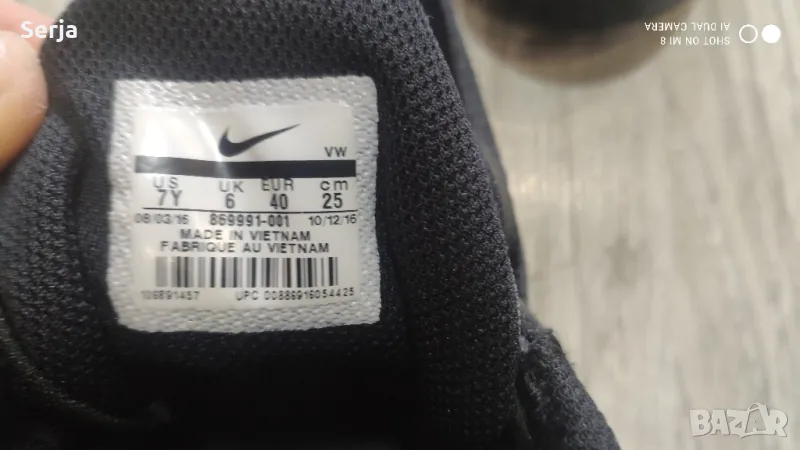 Serja
SHOT ON MI 8
AI DUAL CAMERA
VW
US UK EUR cm
7Y 6 40 25
08/03/16 869991-001 10/12/16
MADE IN VIETNAM
FABRIQUE AU VIETNAM
106891457 UPC 00886916054425
BAZAR